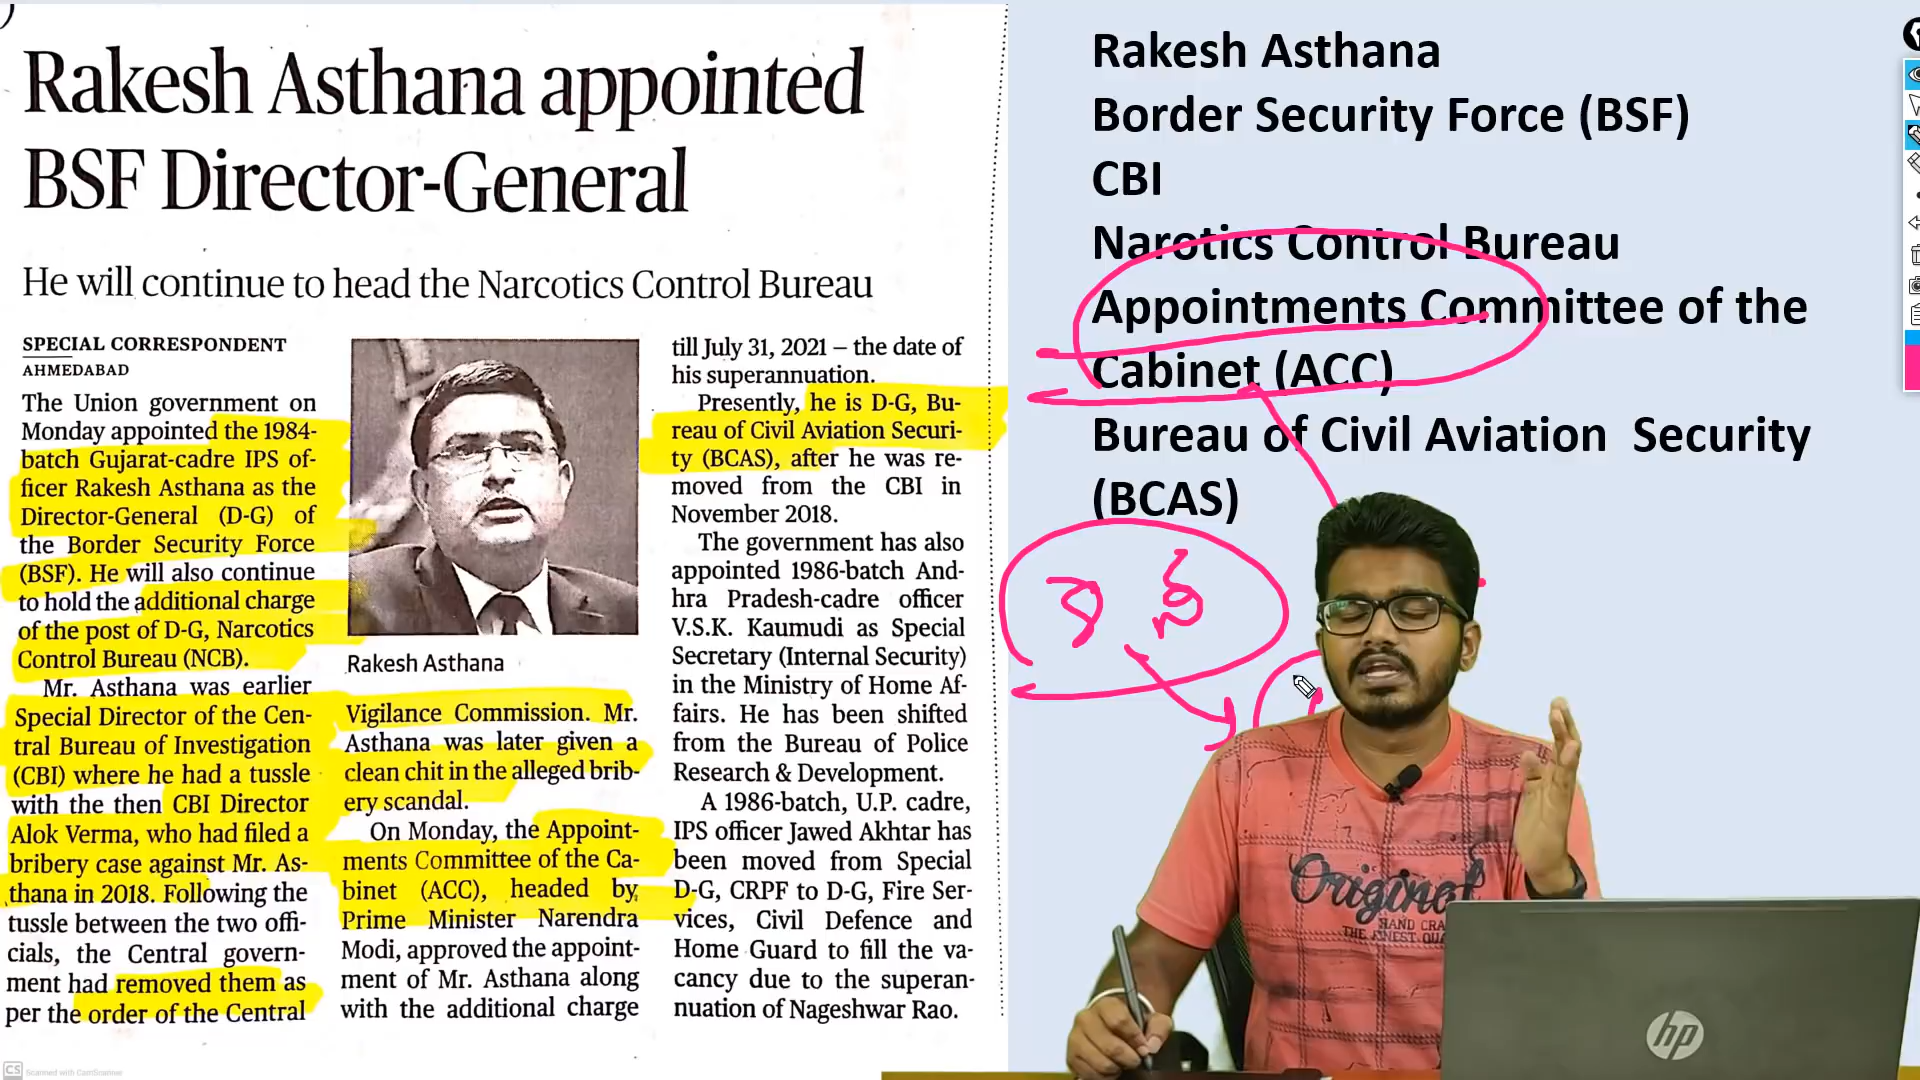 Rakesh Asthana appointed
BSF Director-General
He will continue to head the Narcotics Control Bureau
SPECIAL CORRESPONDENT
AHMEDABAD
The Union government on
Monday appointed the 1984-
batch Gujarat-cadre IPS of-
ficer Rakesh Asthana as the
Director-General (D-G) of
the Border Security Force
(BSF). He will also continue
to hold the additional charge
of the post of D-G, Narcotics
Control Bureau (NCB).
Mr. Asthana was earlier
Special Director of the Cen-
tral Bureau of Investigation
(CBI) where he had a tussle
with the then CBI Director
Alok Verma, who had filed a
bribery case against Mr. As-
thana in 2018. Following the
tussle between the two offi-
cials, the Central govern-
ment had removed them as
per the order of the Central
Rakesh Asthana
Vigilance Commission. Mr.
Asthana was later given a
clean chit in the alleged brib-
ery scandal.
On Monday, the Appoint-
ments Committee of the Ca-
binet (ACC), headed by
Prime Minister Narendra
Modi, approved the appoint-
ment of Mr. Asthana along
with the additional charge
till July 31, 2021 – the date of
his superannuation.
Presently, he is D-G, Bu-
reau of Civil Aviation Securi-
ty (BCAS), after he was re-
moved from the CBI in
November 2018.
The government has also
appointed 1986-batch And-
hra Pradesh-cadre officer
V.S.K. Kaumudi as Special
Secretary (Internal Security)
in the Ministry of Home Af-
fairs. He has been shifted
from the Bureau of Police
Research & Development.
A 1986-batch, U.P. cadre,
IPS officer Jawed Akhtar has
been moved from Special
D-G, CRPF to D-G, Fire Ser-
vices, Civil Defence and
Home Guard to fill the va-
cancy due to the superan-
nuation of Nageshwar Rao.
CS Scanned with CamScanner
Rakesh Asthana
Border Security Force (BSF)
CBI
Narotics Control Bureau
Appointments Committee of the
Cabinet (ACC)
Bureau of Civil Aviation Security
(BCAS)
Original
HAND CRA
THE FINEST QUA
hp